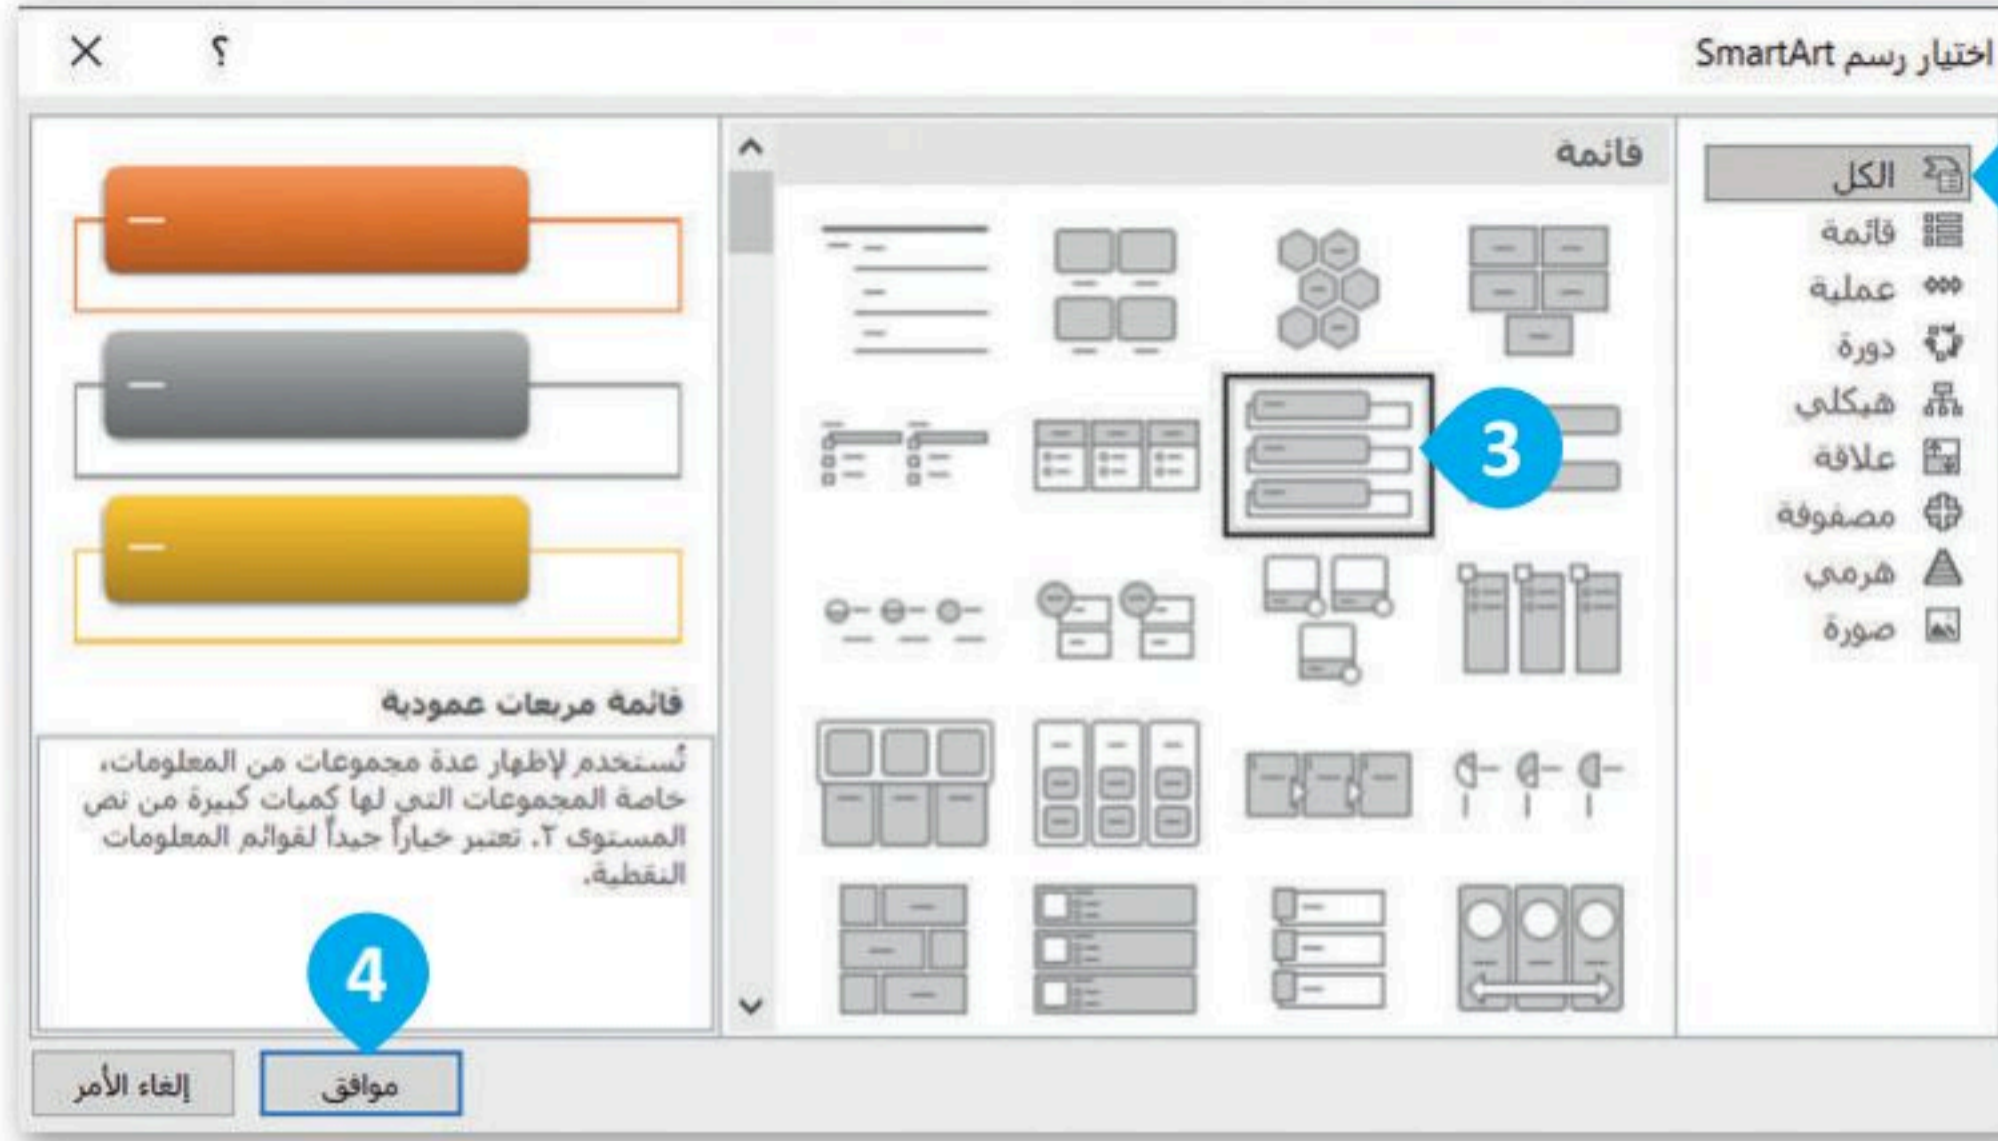 اختيار رسم SmartArt
؟
الكل
قائمة
عملية
دورة
هيكلي
علاقة
مصفوفة
هرمي
صورة
قائمة
3
قائمة مربعات عمودية
تُستخدم لإظهار عدة مجموعات من المعلومات،
خاصة المجموعات التي لها كميات كبيرة من نص
المستوى ٢. تعتبر خياراً جيداً لقوائم المعلومات
النقطية.
4
موافق
إلغاء الأمر